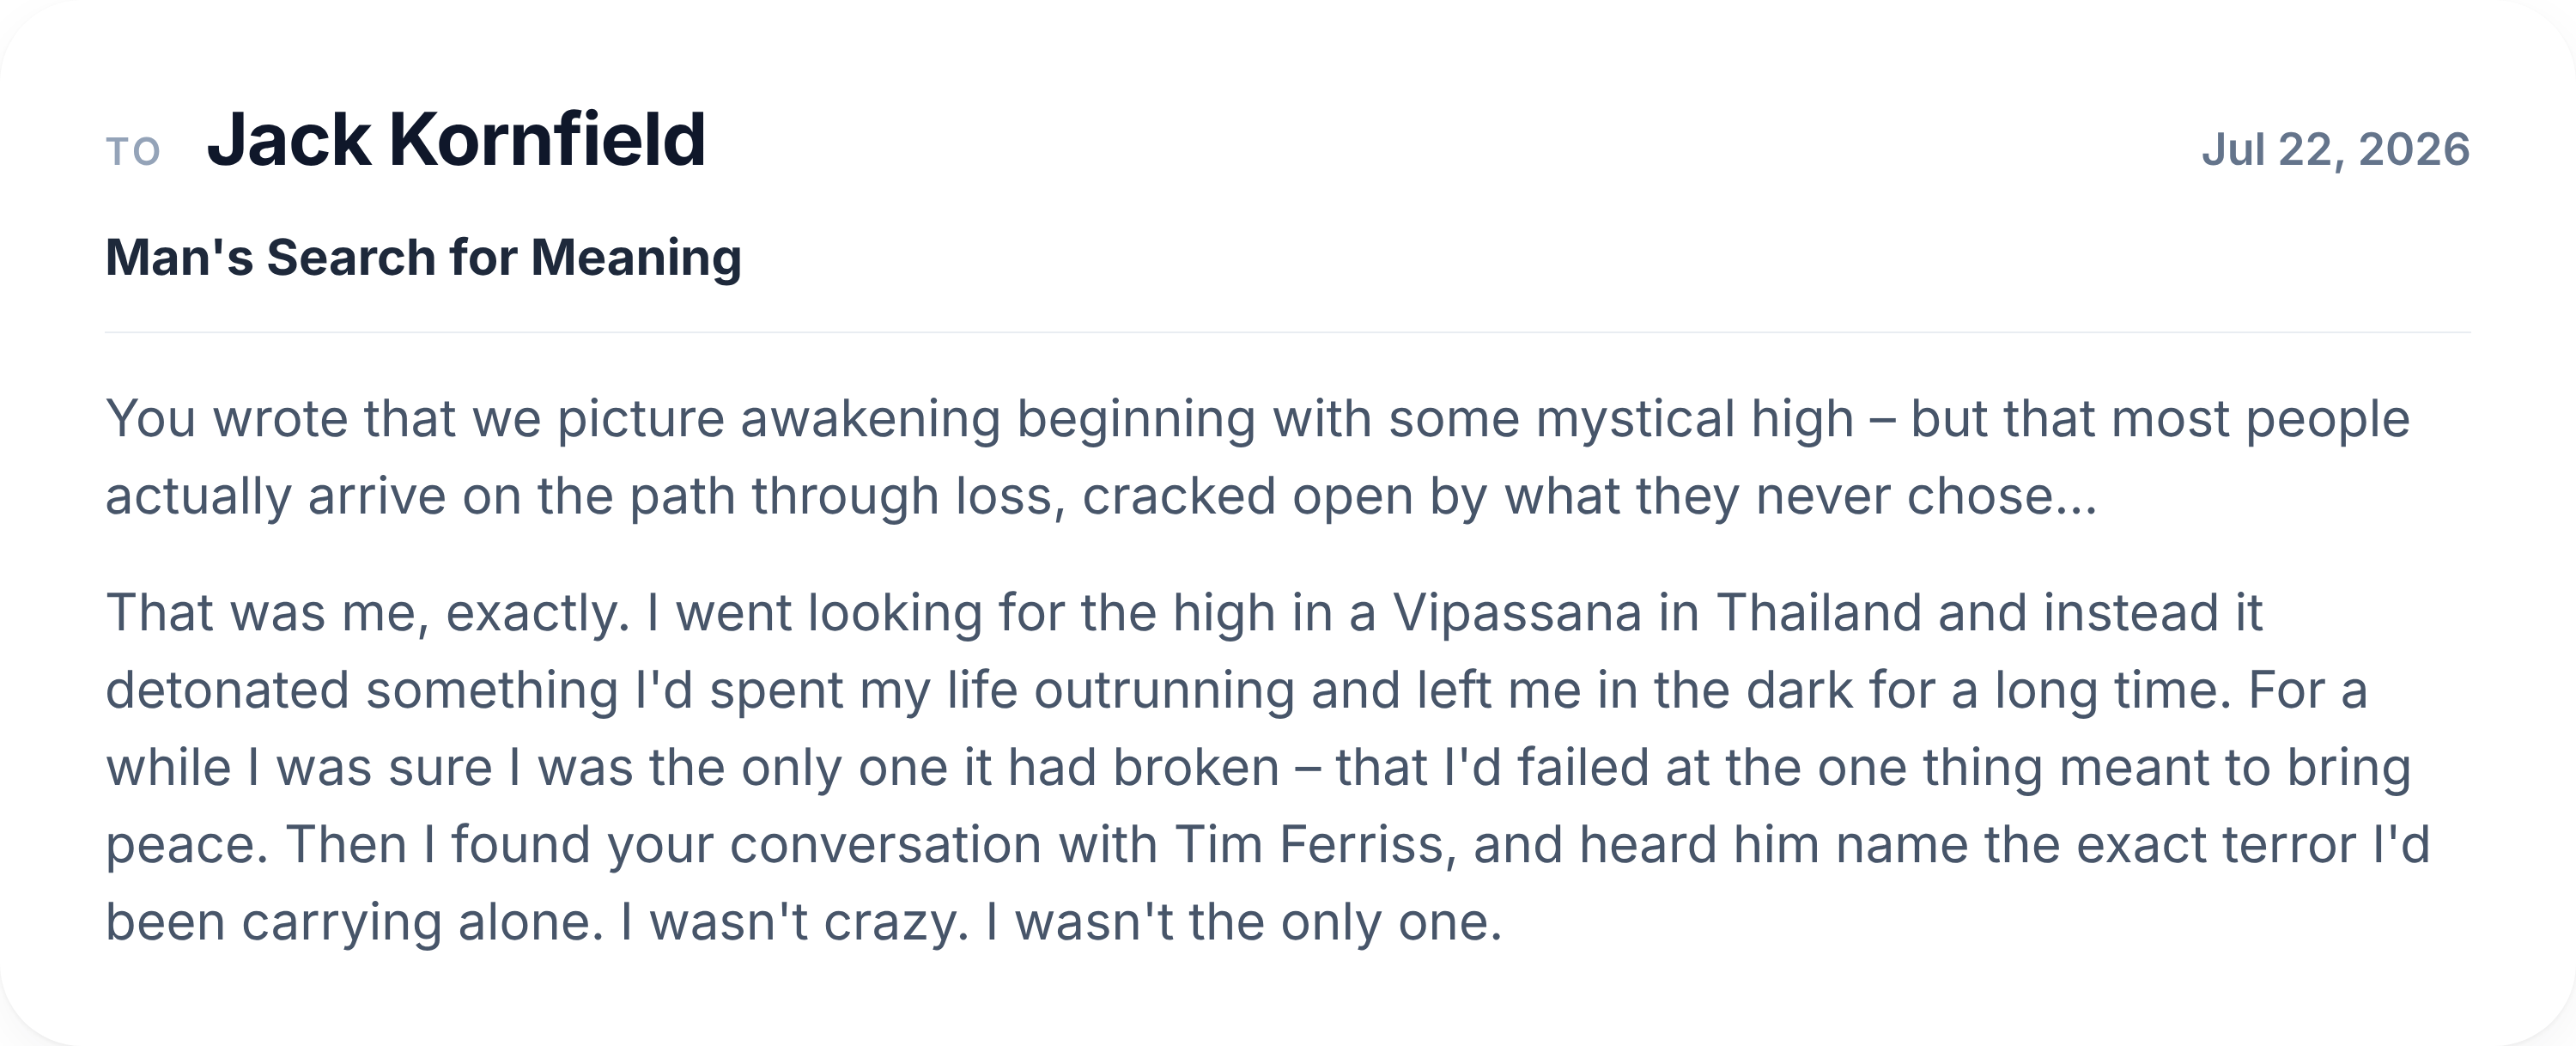 TO Jack Kornfield Jul 22, 2026
Man's Search for Meaning
You wrote that we picture awakening beginning with some mystical high – but that most people
actually arrive on the path through loss, cracked open by what they never chose...
That was me, exactly. I went looking for the high in a Vipassana in Thailand and instead it
detonated something I'd spent my life outrunning and left me in the dark for a long time. For a
while I was sure I was the only one it had broken – that I'd failed at the one thing meant to bring
peace. Then I found your conversation with Tim Ferriss, and heard him name the exact terror I'd
been carrying alone. I wasn't crazy. I wasn't the only one.